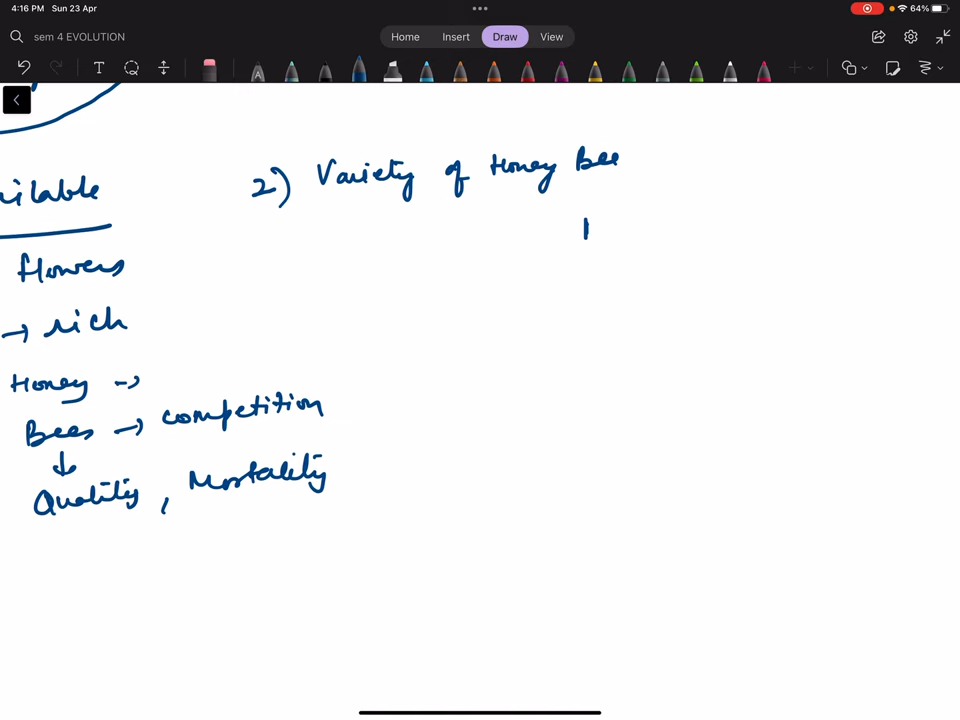 4:16 PM Sun 23 Apr
64%
sem 4 EVOLUTION
Home Insert Draw View
T
A
ilable
2) Variety of Honey Bee
flowers
→ rich
Honey →
Bees → competition
↓
Quality, Mortality